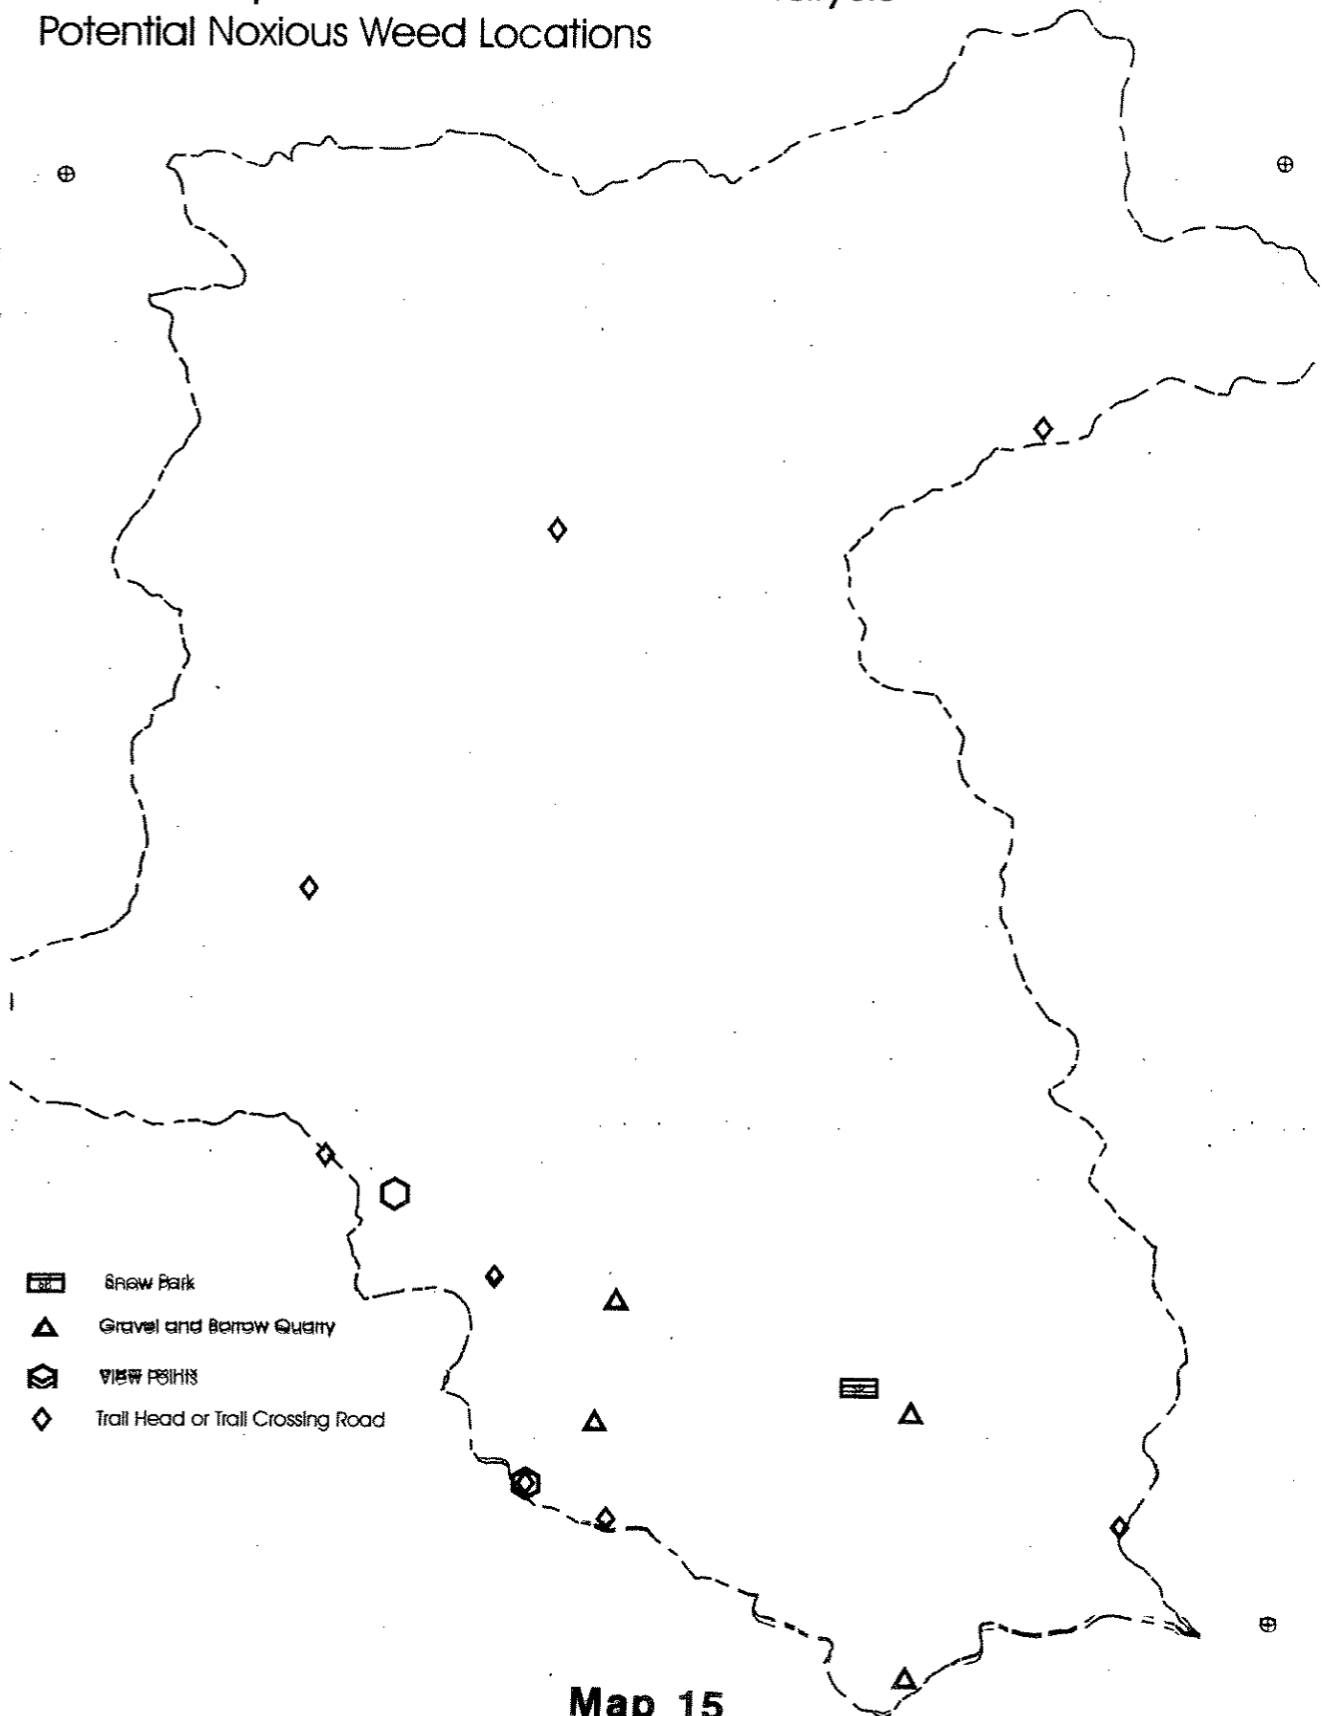 Potential Noxious Weed Locations
Snow Park
Gravel and Borrow Quarry
View Points
Trail Head or Trail Crossing Road
Map 15